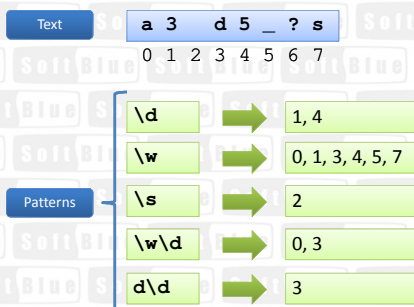 Text a 3 d 5 _ ? s
0 1 2 3 4 5 6 7
\d 1, 4
\w 0, 1, 3, 4, 5, 7
Patterns \s 2
\w\d 0, 3
d\d 3